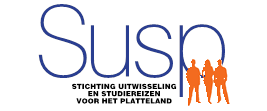 Susp
STICHTING UITWISSELING
EN STUDIEREIZEN
VOOR HET PLATTELAND